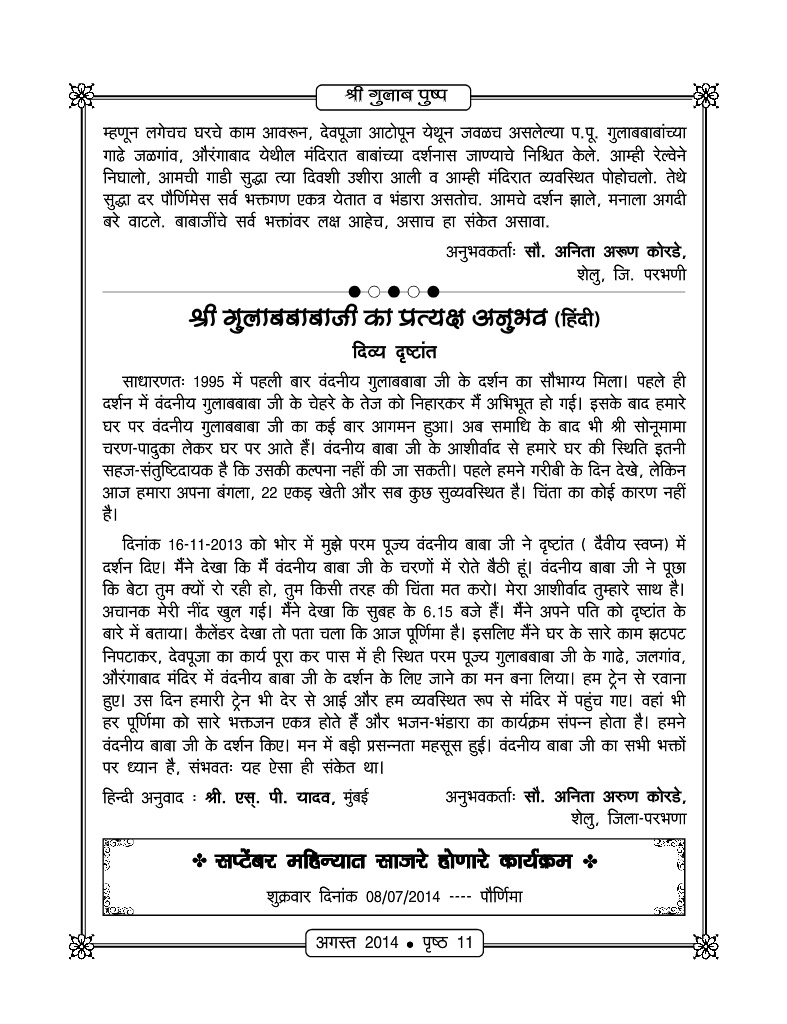 श्री गुलाब पुष्प
म्हणून लगेचच घरचे काम आवरून, देवपूजा आटोपून येथून जवळच असलेल्या प.पू. गुलाबबाबांच्या
गाढे जळगांव, औरंगाबाद येथील मंदिरात बाबांच्या दर्शनास जाण्याचे निश्चित केले. आम्ही रेल्वेने
निघालो, आमची गाडी सुद्धा त्या दिवशी उशीरा आली व आम्ही मंदिरात व्यवस्थित पोहोचलो. तेथे
सुद्धा दर पौर्णिमेस सर्व भक्तगण एकत्र येतात व भंडारा असतोच. आमचे दर्शन झाले, मनाला अगदी
बरे वाटले. बाबाजींचे सर्व भक्तांवर लक्ष आहेच, असाच हा संकेत असावा.
अनुभवकर्ताः सौ. अनिता अरूण कोरडे,
शेलु, जि. परभणी
श्री गुलाबबाबाजी का प्रत्यक्ष अनुभव (हिंदी)
दिव्य दृष्टांत
साधारणतः 1995 में पहली बार वंदनीय गुलाबबाबा जी के दर्शन का सौभाग्य मिला। पहले ही
दर्शन में वंदनीय गुलाबबाबा जी के चेहरे के तेज को निहारकर मैं अभिभूत हो गई। इसके बाद हमारे
घर पर वंदनीय गुलाबबाबा जी का कई बार आगमन हुआ। अब समाधि के बाद भी श्री सोनूमामा
चरण-पादुका लेकर घर पर आते हैं। वंदनीय बाबा जी के आशीर्वाद से हमारे घर की स्थिति इतनी
सहज-संतुष्टिदायक है कि उसकी कल्पना नहीं की जा सकती। पहले हमने गरीबी के दिन देखे, लेकिन
आज हमारा अपना बंगला, 22 एकड़ खेती और सब कुछ सुव्यवस्थित है। चिंता का कोई कारण नहीं
है।
दिनांक 16-11-2013 को भोर में मुझे परम पूज्य वंदनीय बाबा जी ने दृष्टांत ( दैवीय स्वप्न) में
दर्शन दिए। मैंने देखा कि मैं वंदनीय बाबा जी के चरणों में रोते बैठी हूं। वंदनीय बाबा जी ने पूछा
कि बेटा तुम क्यों रो रही हो, तुम किसी तरह की चिंता मत करो। मेरा आशीर्वाद तुम्हारे साथ है।
अचानक मेरी नींद खुल गई। मैंने देखा कि सुबह के 6.15 बजे हैं। मैंने अपने पति को दृष्टांत के
बारे में बताया। कैलेंडर देखा तो पता चला कि आज पूर्णिमा है। इसलिए मैंने घर के सारे काम झटपट
निपटाकर, देवपूजा का कार्य पूरा कर पास में ही स्थित परम पूज्य गुलाबबाबा जी के गाढे, जलगांव,
औरंगाबाद मंदिर में वंदनीय बाबा जी के दर्शन के लिए जाने का मन बना लिया। हम ट्रेन से रवाना
हुए। उस दिन हमारी ट्रेन भी देर से आई और हम व्यवस्थित रूप से मंदिर में पहुंच गए। वहां भी
हर पूर्णिमा को सारे भक्तजन एकत्र होते हैं और भजन-भंडारा का कार्यक्रम संपन्न होता है। हमने
वंदनीय बाबा जी के दर्शन किए। मन में बड़ी प्रसन्नता महसूस हुई। वंदनीय बाबा जी का सभी भक्तों
पर ध्यान है, संभवतः यह ऐसा ही संकेत था।
हिन्दी अनुवाद : श्री. एस्. पी. यादव, मुंबई
अनुभवकर्ताः सौ. अनिता अरुण कोरडे,
शेलु, जिला-परभणा
सप्टेंबर महिन्यात साजरे होणारे कार्यक्रम
शुक्रवार दिनांक 08/07/2014 ---- पौर्णिमा
अगस्त 2014 ● पृष्ठ 11